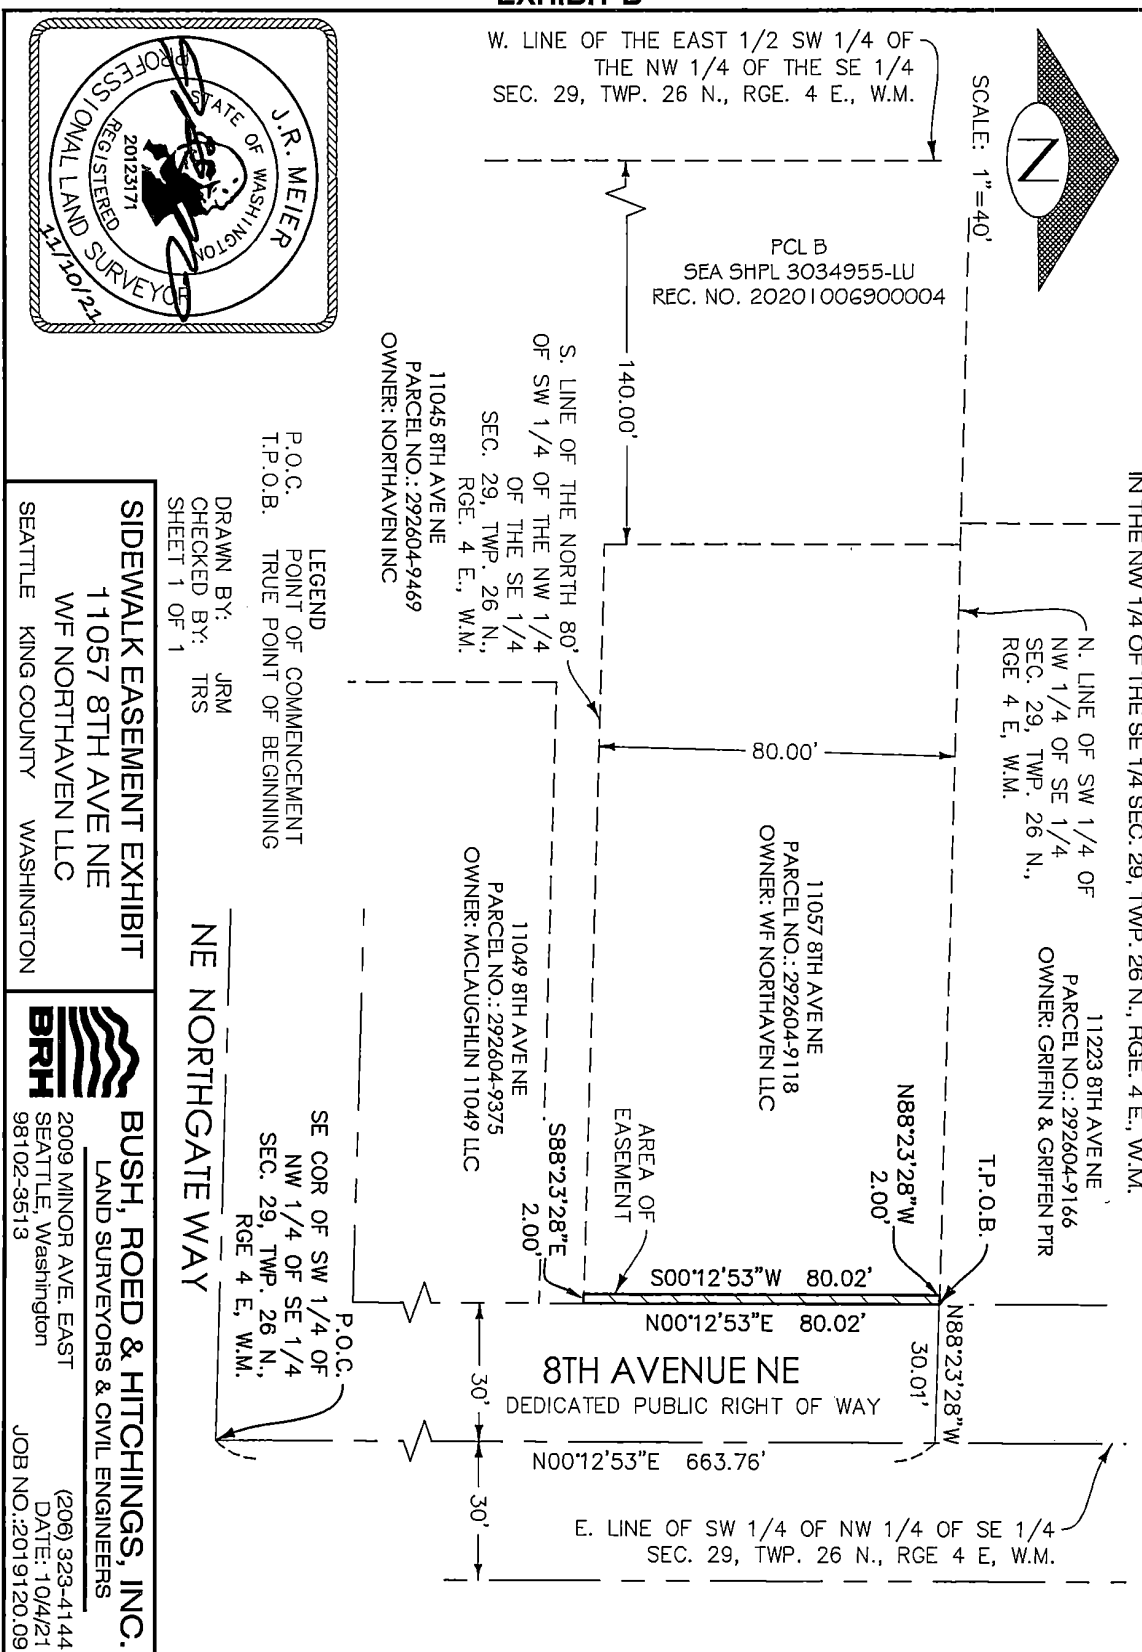 EXHIBIT B
IN THE NW 1/4 OF THE SE 1/4 SEC. 29, TWP. 26 N., RGE. 4 E., W.M.
SCALE: 1"=40'
N
W. LINE OF THE EAST 1/2 SW 1/4 OF
THE NW 1/4 OF THE SE 1/4
SEC. 29, TWP. 26 N., RGE. 4 E., W.M.
PCL B
SEA SHPL 3034955-LU
REC. NO. 20201006900004
140.00'
N. LINE OF SW 1/4 OF
NW 1/4 OF SE 1/4
SEC. 29, TWP. 26 N.,
RGE 4 E, W.M.
11223 8TH AVE NE
PARCEL NO.: 292604-9166
OWNER: GRIFFIN & GRIFFEN PTR
T.P.O.B.
N88°23'28"W
2.00'
N88°23'28"W
30.01'
80.00'
11057 8TH AVE NE
PARCEL NO.: 292604-9118
OWNER: WF NORTHAVEN LLC
AREA OF
EASEMENT
S00°12'53"W 80.02'
N00°12'53"E 80.02'
S88°23'28"E
2.00'
8TH AVENUE NE
DEDICATED PUBLIC RIGHT OF WAY
N00°12'53"E 663.76'
E. LINE OF SW 1/4 OF NW 1/4 OF SE 1/4
SEC. 29, TWP. 26 N., RGE 4 E, W.M.
30'
30'
S. LINE OF THE NORTH 80'
OF SW 1/4 OF THE NW 1/4
OF THE SE 1/4
SEC. 29, TWP. 26 N.,
RGE. 4 E., W.M.
11045 8TH AVE NE
PARCEL NO.: 292604-9469
OWNER: NORTHAVEN INC
11049 8TH AVE NE
PARCEL NO.: 292604-9375
OWNER: MCLAUGHLIN 11049 LLC
P.O.C.
SE COR OF SW 1/4 OF
NW 1/4 OF SE 1/4
SEC. 29, TWP. 26 N.,
RGE 4 E, W.M.
NE NORTHGATE WAY
LEGEND
P.O.C. POINT OF COMMENCEMENT
T.P.O.B. TRUE POINT OF BEGINNING
DRAWN BY: JRM
CHECKED BY: TRS
SHEET 1 OF 1
J.R. MEIER
STATE OF WASHINGTON
20123171
REGISTERED
PROFESSIONAL LAND SURVEYOR
11/10/21
SIDEWALK EASEMENT EXHIBIT
11057 8TH AVE NE
WF NORTHAVEN LLC
SEATTLE KING COUNTY WASHINGTON
BRH
BUSH, ROED & HITCHINGS, INC.
LAND SURVEYORS & CIVIL ENGINEERS
2009 MINOR AVE. EAST (206) 323-4144
SEATTLE, Washington DATE: 10/4/21
98102-3513 JOB NO.:2019120.09